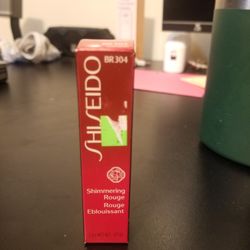 BR304
SHISEIDO
Shimmering
Rouge
Rouge
Eblouissant